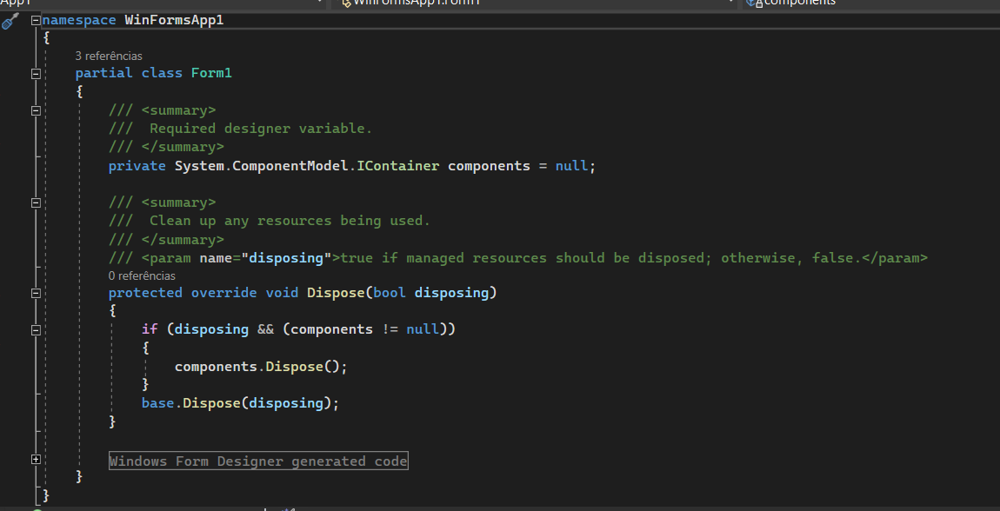 App1 WinFormsApp1.Form1 components
namespace WinFormsApp1
{
3 referências
partial class Form1
{
/// <summary>
///  Required designer variable.
/// </summary>
private System.ComponentModel.IContainer components = null;
/// <summary>
///  Clean up any resources being used.
/// </summary>
/// <param name="disposing">true if managed resources should be disposed; otherwise, false.</param>
0 referências
protected override void Dispose(bool disposing)
{
if (disposing && (components != null))
{
components.Dispose();
}
base.Dispose(disposing);
}
Windows Form Designer generated code
}
}